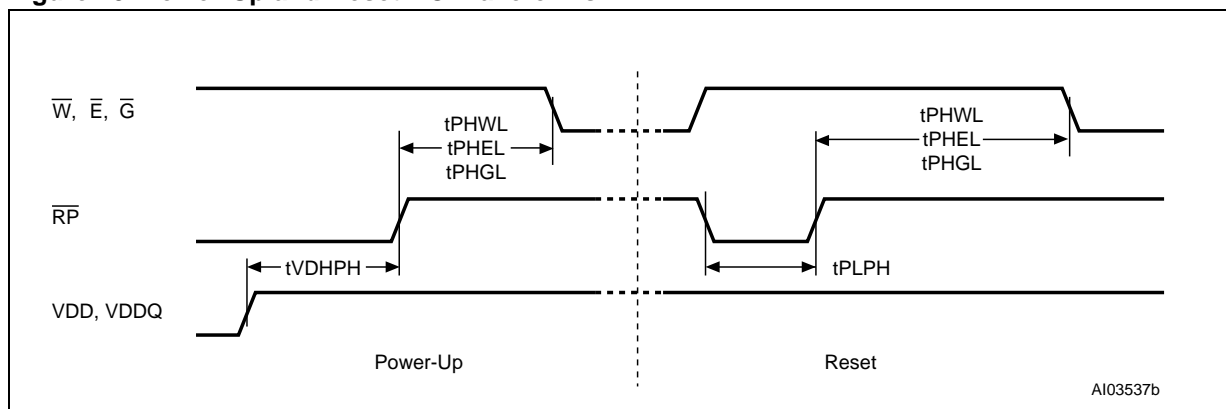 W, E, G
tPHWL
tPHEL
tPHGL
tPHWL
tPHEL
tPHGL
RP
tVDHPH
tPLPH
VDD, VDDQ
Power-Up
Reset
AI03537b